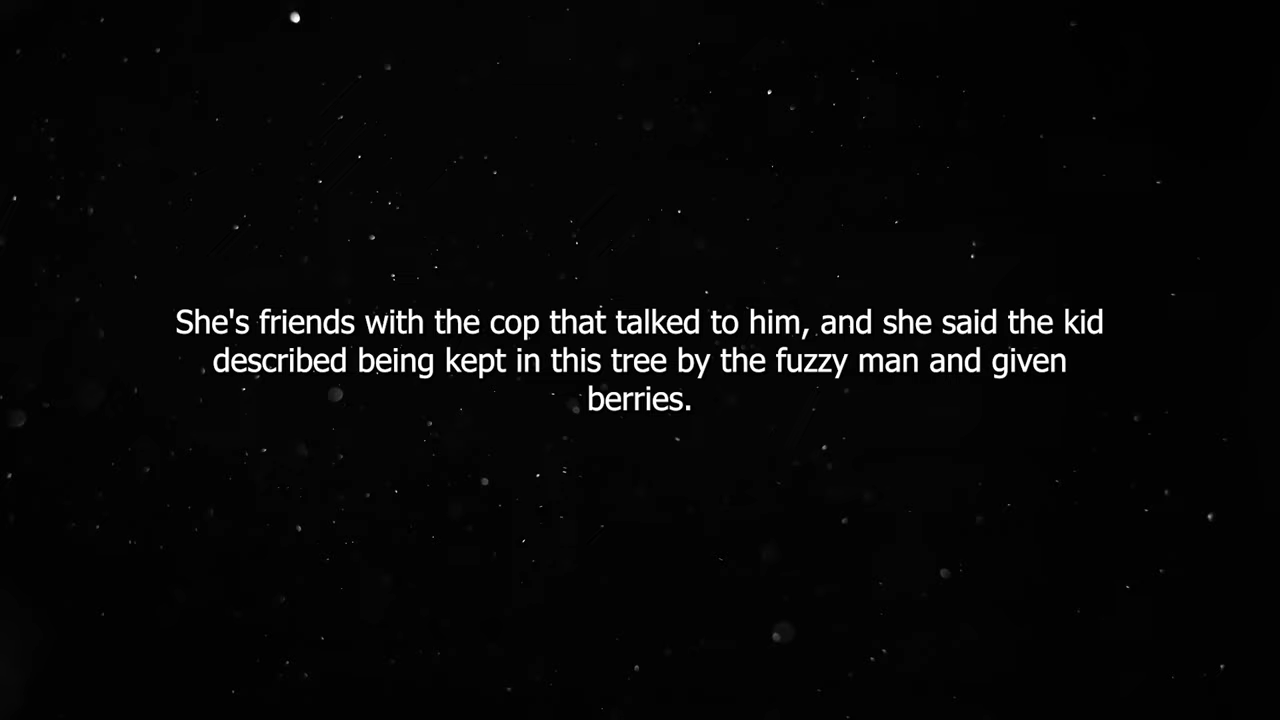 She's friends with the cop that talked to him, and she said the kid
described being kept in this tree by the fuzzy man and given
berries.